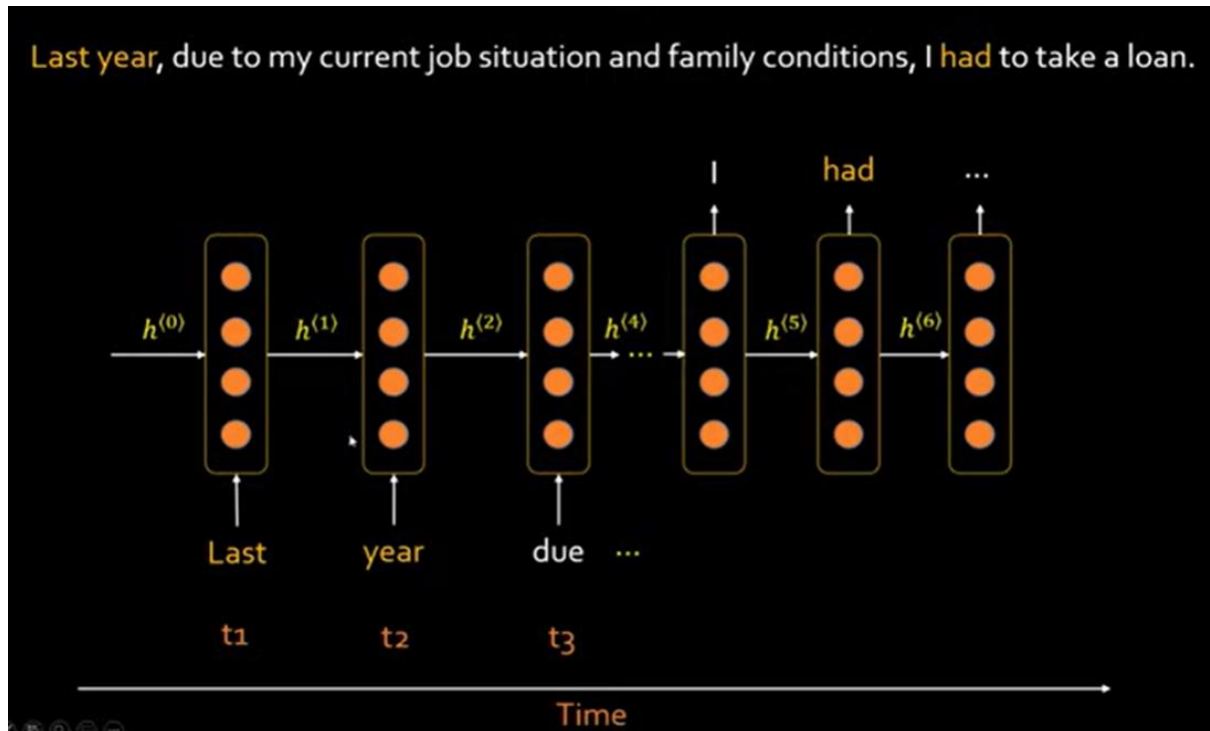 Last year, due to my current job situation and family conditions, I had to take a loan.
I had ...
h⟨0⟩ h⟨1⟩ h⟨2⟩ h⟨4⟩ ... h⟨5⟩ h⟨6⟩
Last year due ...
t1 t2 t3
Time